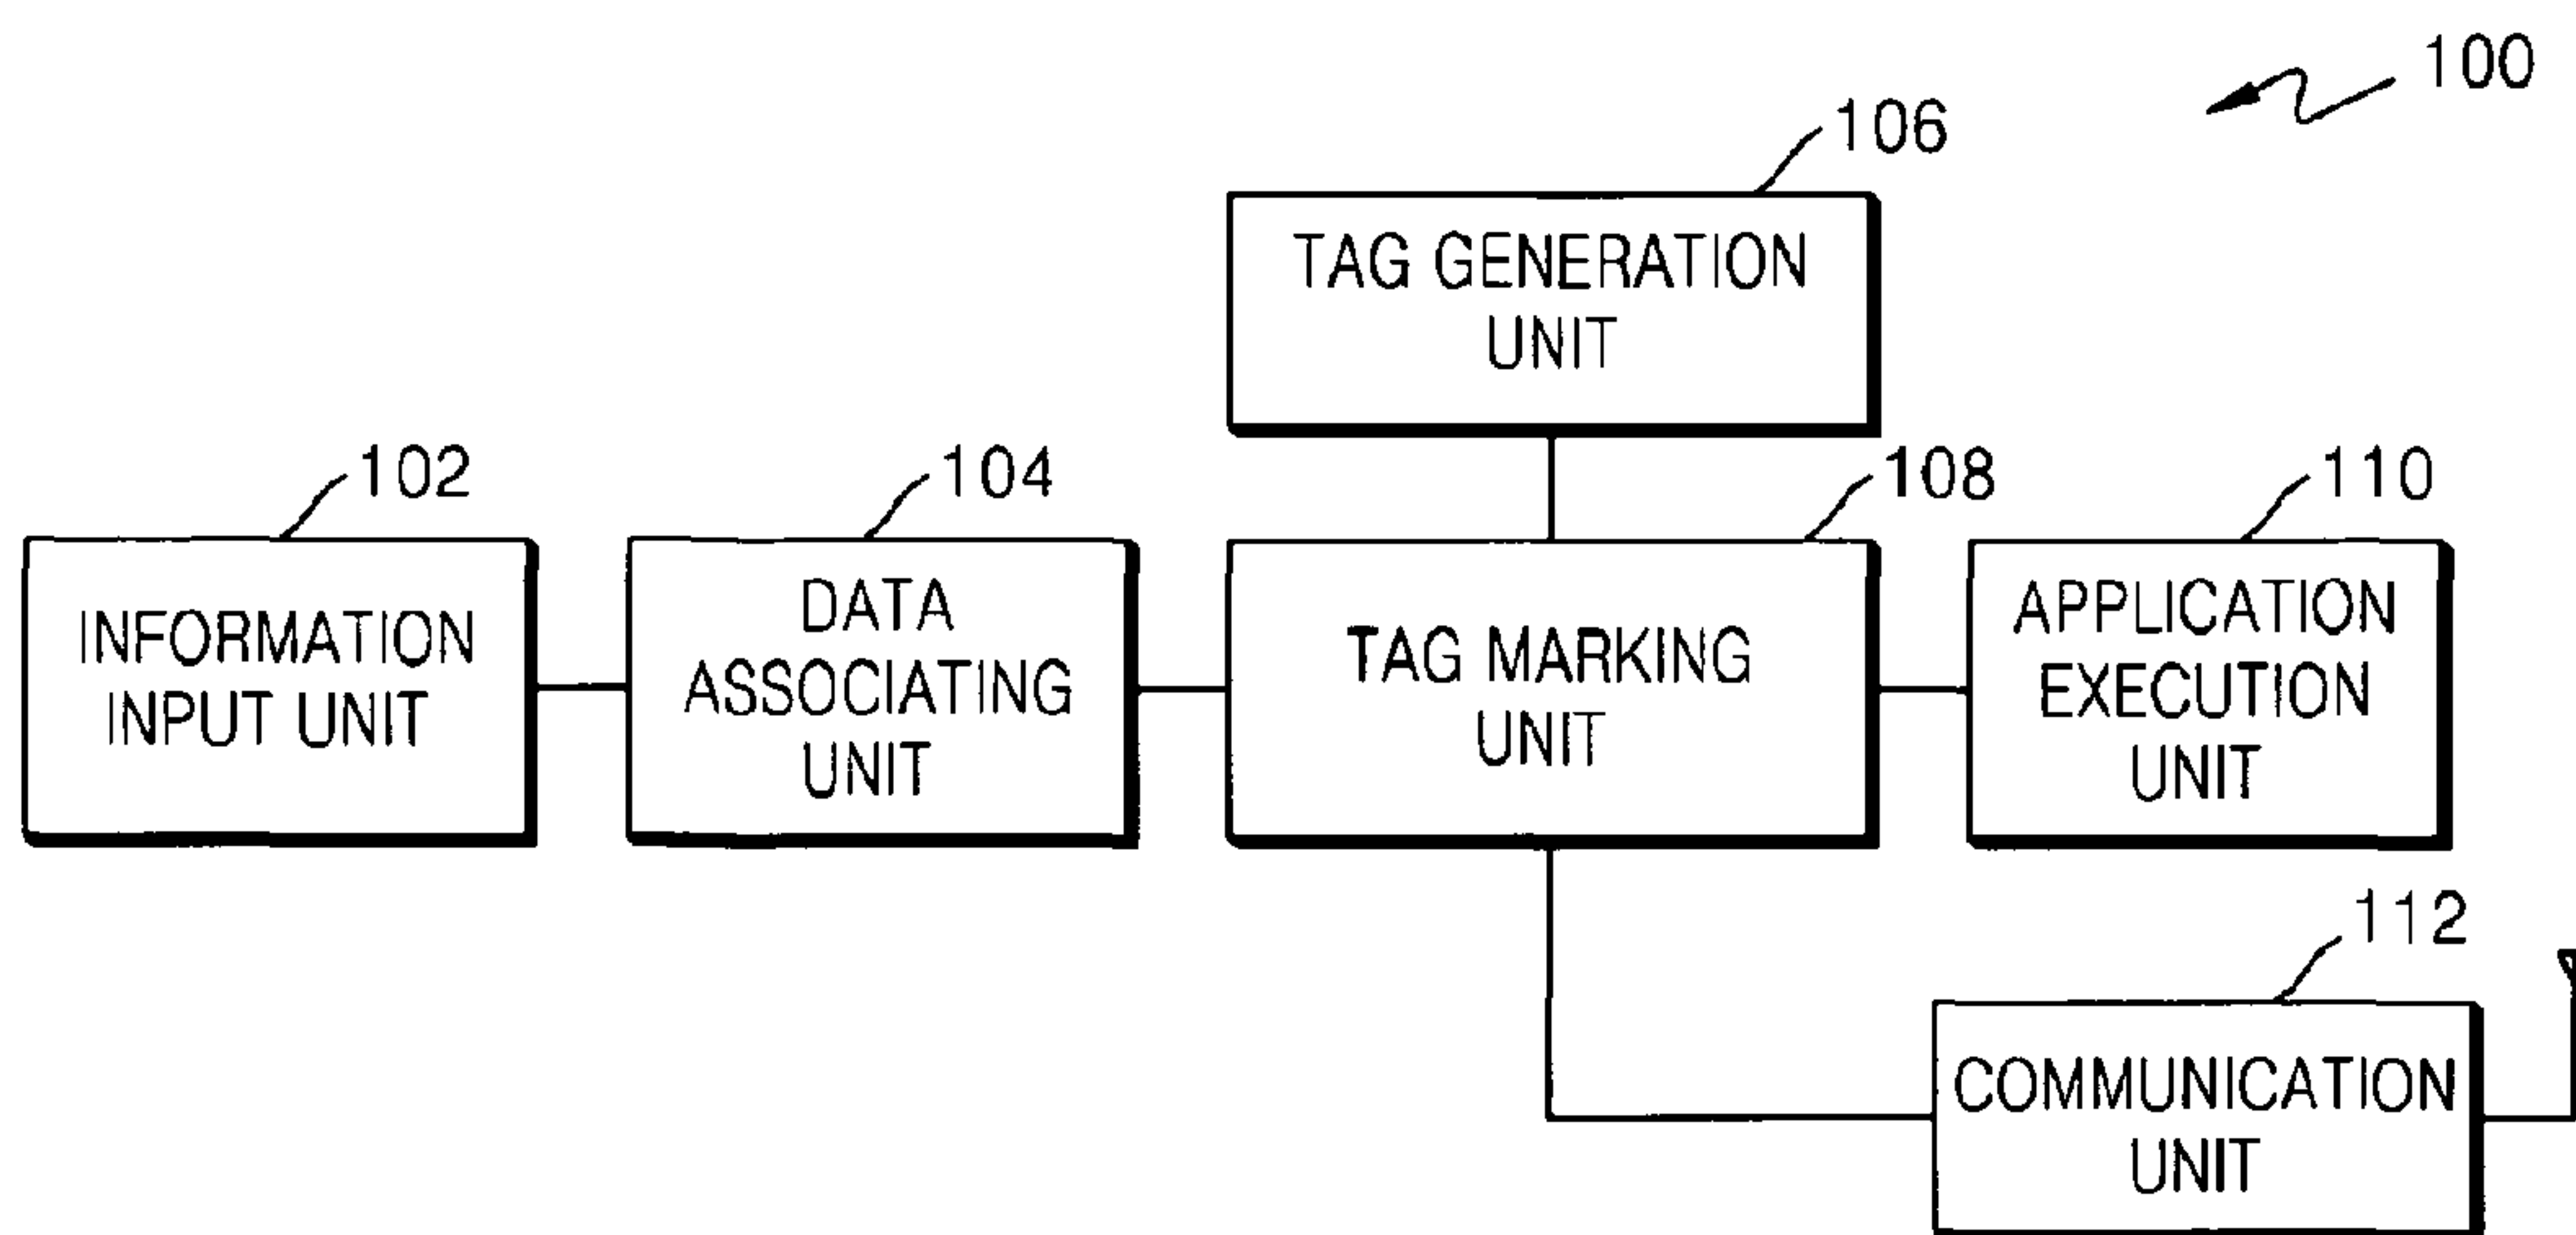 100
106
TAG GENERATION
UNIT
102
104
108
110
INFORMATION
INPUT UNIT
DATA
ASSOCIATING
UNIT
TAG MARKING
UNIT
APPLICATION
EXECUTION
UNIT
112
COMMUNICATION
UNIT